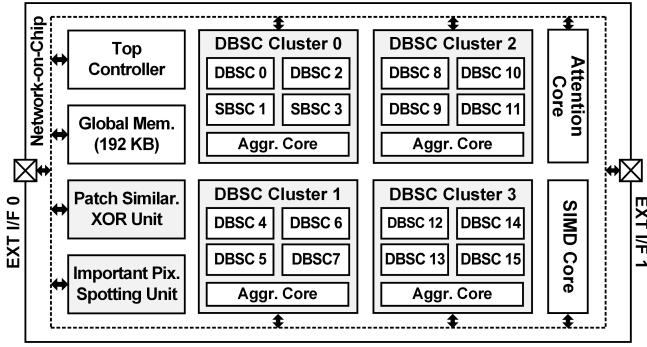 Network-on-Chip
EXT I/F 0
Top
Controller
Global Mem.
(192 KB)
Patch Similar.
XOR Unit
Important Pix.
Spotting Unit
DBSC Cluster 0
DBSC 0 DBSC 2
SBSC 1 SBSC 3
Aggr. Core
DBSC Cluster 1
DBSC 4 DBSC 6
DBSC 5 DBSC7
Aggr. Core
DBSC Cluster 2
DBSC 8 DBSC 10
DBSC 9 DBSC 11
Aggr. Core
DBSC Cluster 3
DBSC 12 DBSC 14
DBSC 13 DBSC 15
Aggr. Core
Attention
Core
SIMD Core
EXT I/F 1